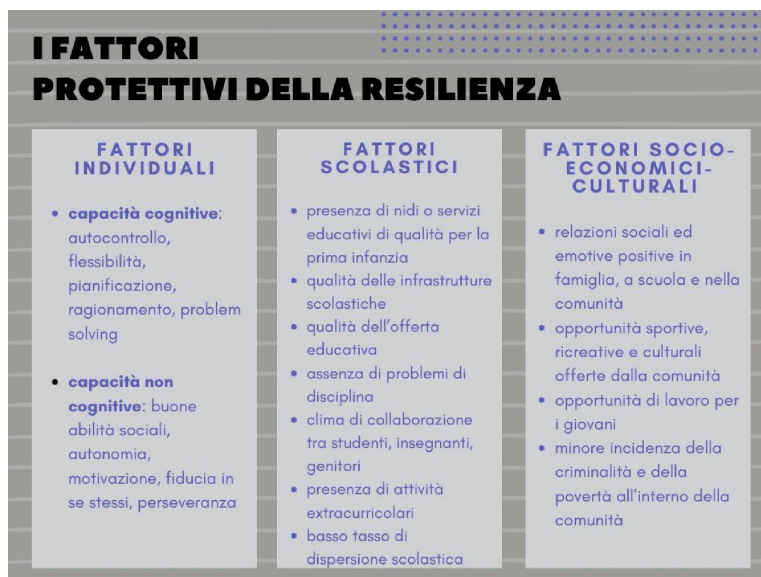 I FATTORI
PROTETTIVI DELLA RESILIENZA
FATTORI
INDIVIDUALI
• capacità cognitive:
autocontrollo,
flessibilità,
pianificazione,
ragionamento, problem
solving
• capacità non
cognitive: buone
abilità sociali,
autonomia,
motivazione, fiducia in
se stessi, perseveranza
FATTORI
SCOLASTICI
• presenza di nidi o servizi
educativi di qualità per la
prima infanzia
• qualità delle infrastrutture
scolastiche
• qualità dell'offerta
educativa
• assenza di problemi di
disciplina
• clima di collaborazione
tra studenti, insegnanti,
genitori
• presenza di attività
extracurricolari
• basso tasso di
dispersione scolastica
FATTORI SOCIO-
ECONOMICI-
CULTURALI
• relazioni sociali ed
emotive positive in
famiglia, a scuola e nella
comunità
• opportunità sportive,
ricreative e culturali
offerte dalla comunità
• opportunità di lavoro per
i giovani
• minore incidenza della
criminalità e della
povertà all'interno della
comunità